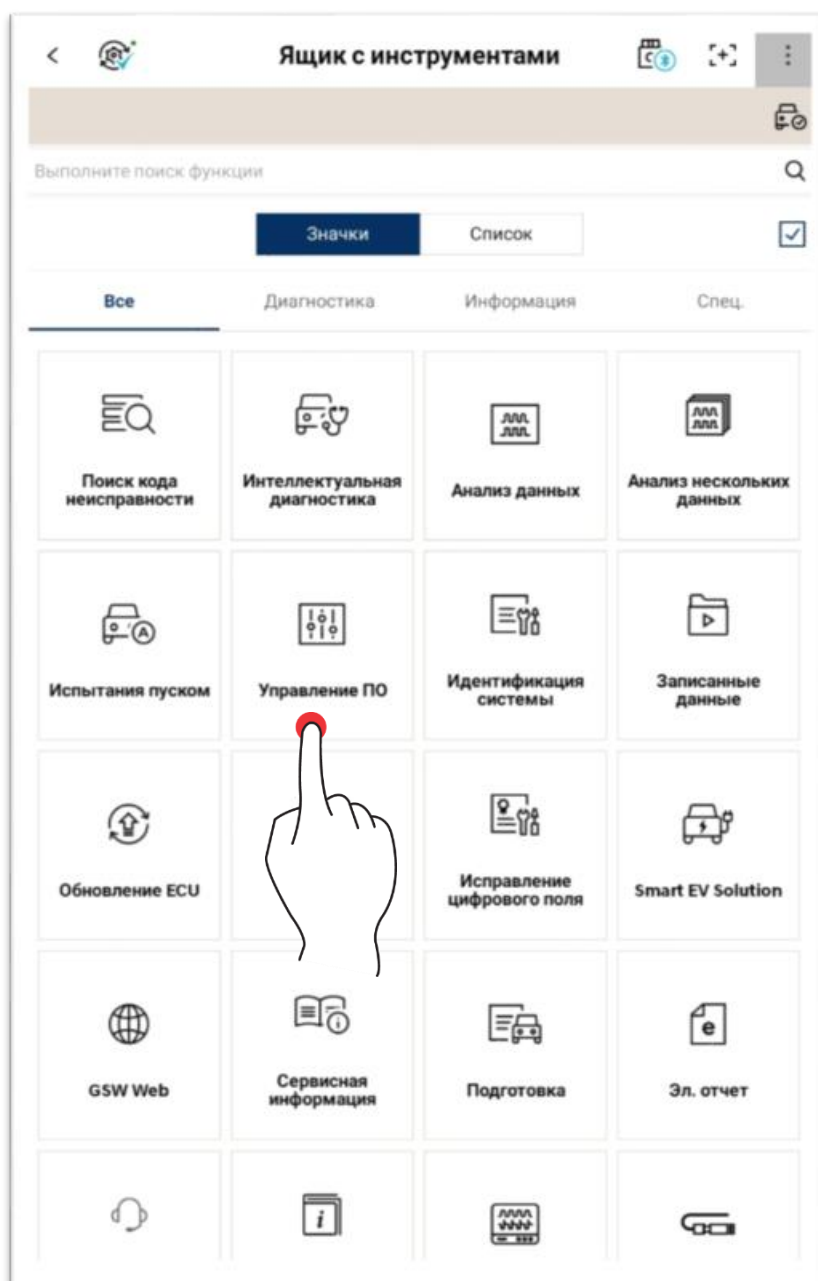 Ящик с инструментами
Выполните поиск функции
Значки
Список
Все
Диагностика
Информация
Спец.
Поиск кода
неисправности
Интеллектуальная
диагностика
Анализ данных
Анализ нескольких
данных
Испытания пуском
Управление ПО
Идентификация
системы
Записанные
данные
Обновление ECU
Исправление
цифрового поля
Smart EV Solution
GSW Web
Сервисная
информация
Подготовка
Эл. отчет